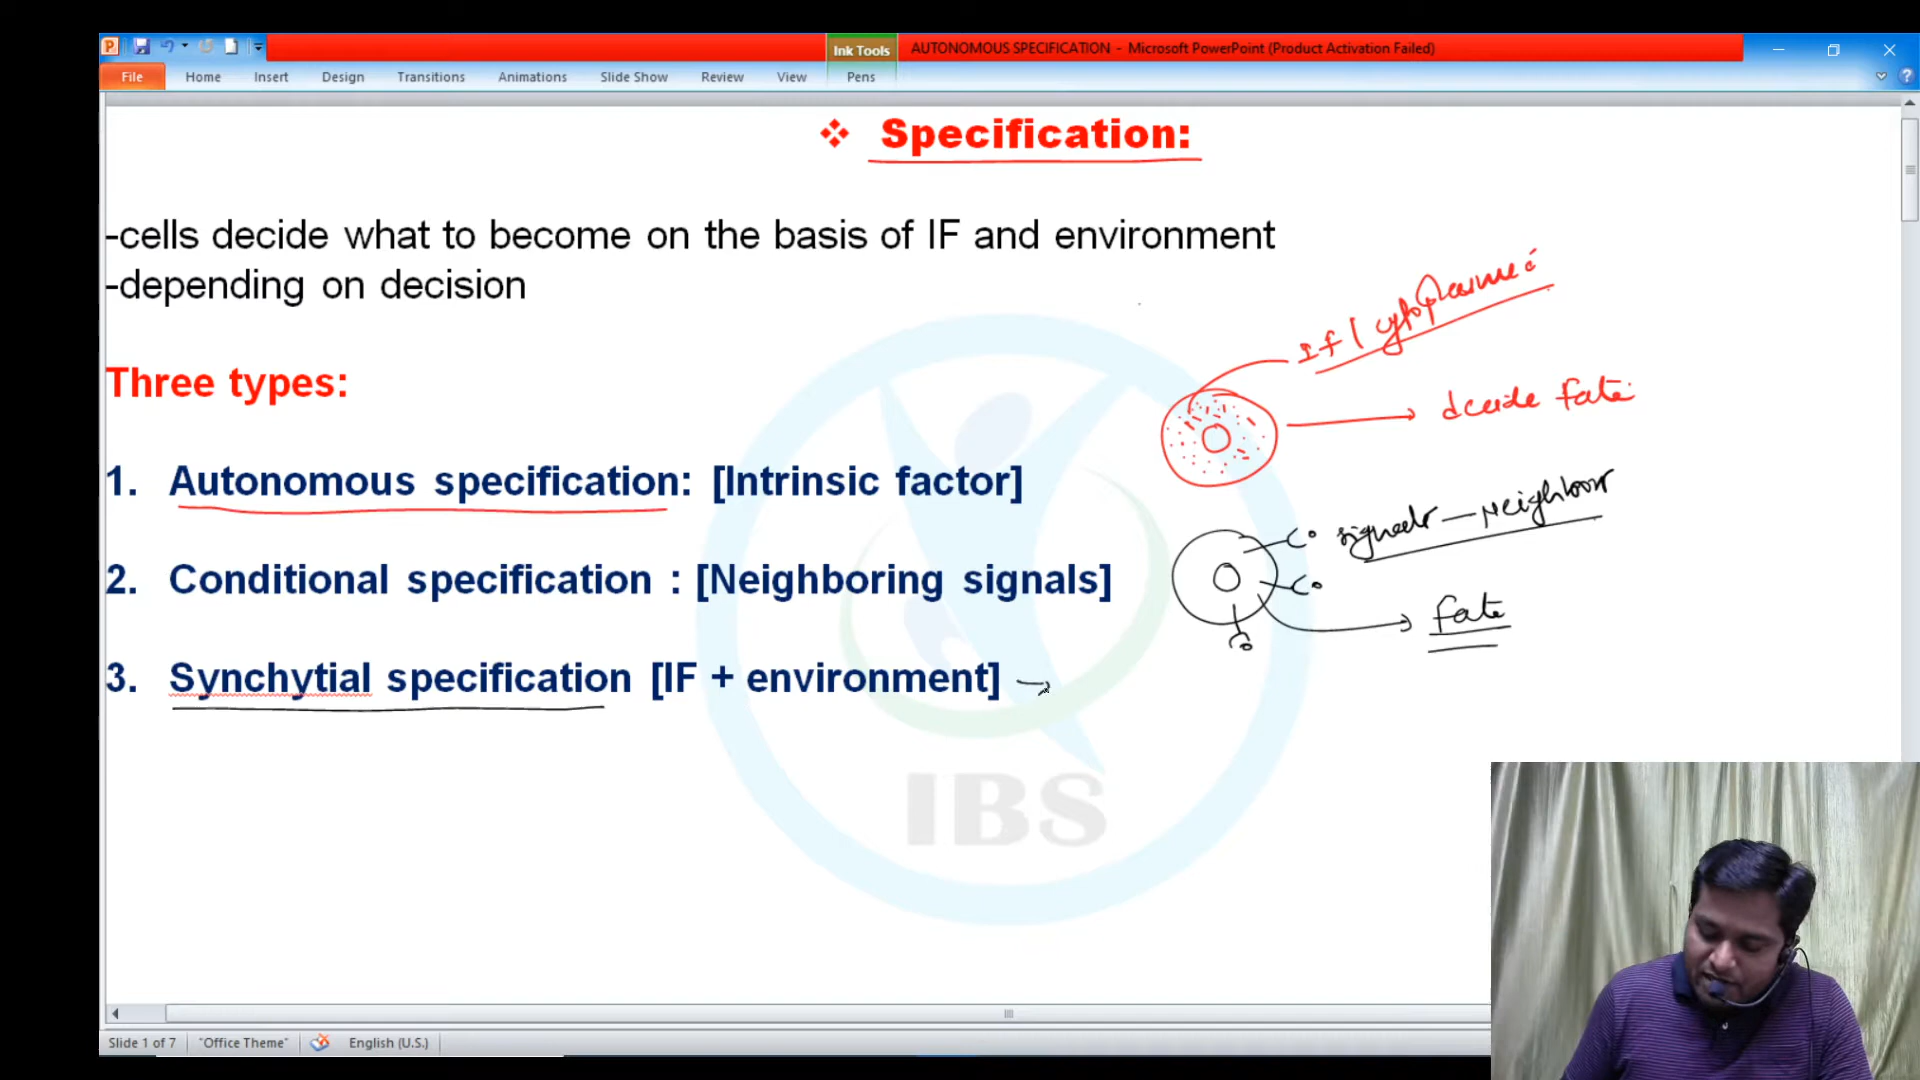 Ink Tools
AUTONOMOUS SPECIFICATION - Microsoft PowerPoint (Product Activation Failed)
File Home Insert Design Transitions Animations Slide Show Review View Pens
Specification:
-cells decide what to become on the basis of IF and environment
-depending on decision
Three types:
1. Autonomous specification: [Intrinsic factor]
2. Conditional specification : [Neighboring signals]
3. Synchytial specification [IF + environment]
decide fate
Neighbour
fate
IBS
Slide 1 of 7 "Office Theme" English (U.S.)